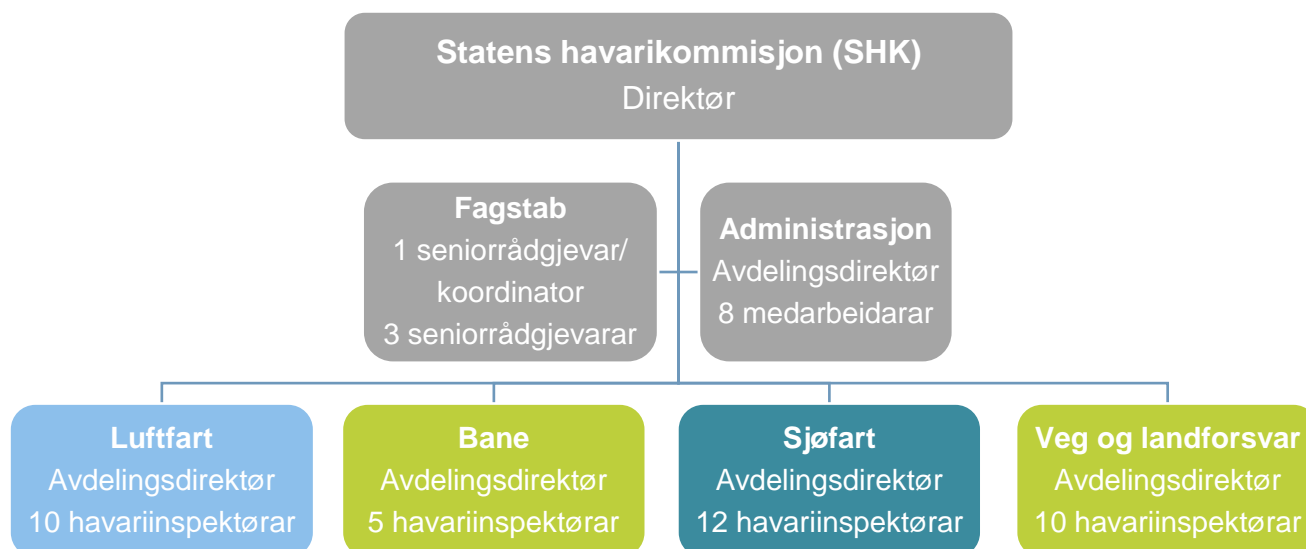 Statens havarikommisjon (SHK)
Direktør
Fagstab
1 seniorrådgjevar/
koordinator
3 seniorrådgjevarar
Administrasjon
Avdelingsdirektør
8 medarbeidarar
Luftfart
Avdelingsdirektør
10 havariinspektørar
Bane
Avdelingsdirektør
5 havariinspektørar
Sjøfart
Avdelingsdirektør
12 havariinspektørar
Veg og landforsvar
Avdelingsdirektør
10 havariinspektørar